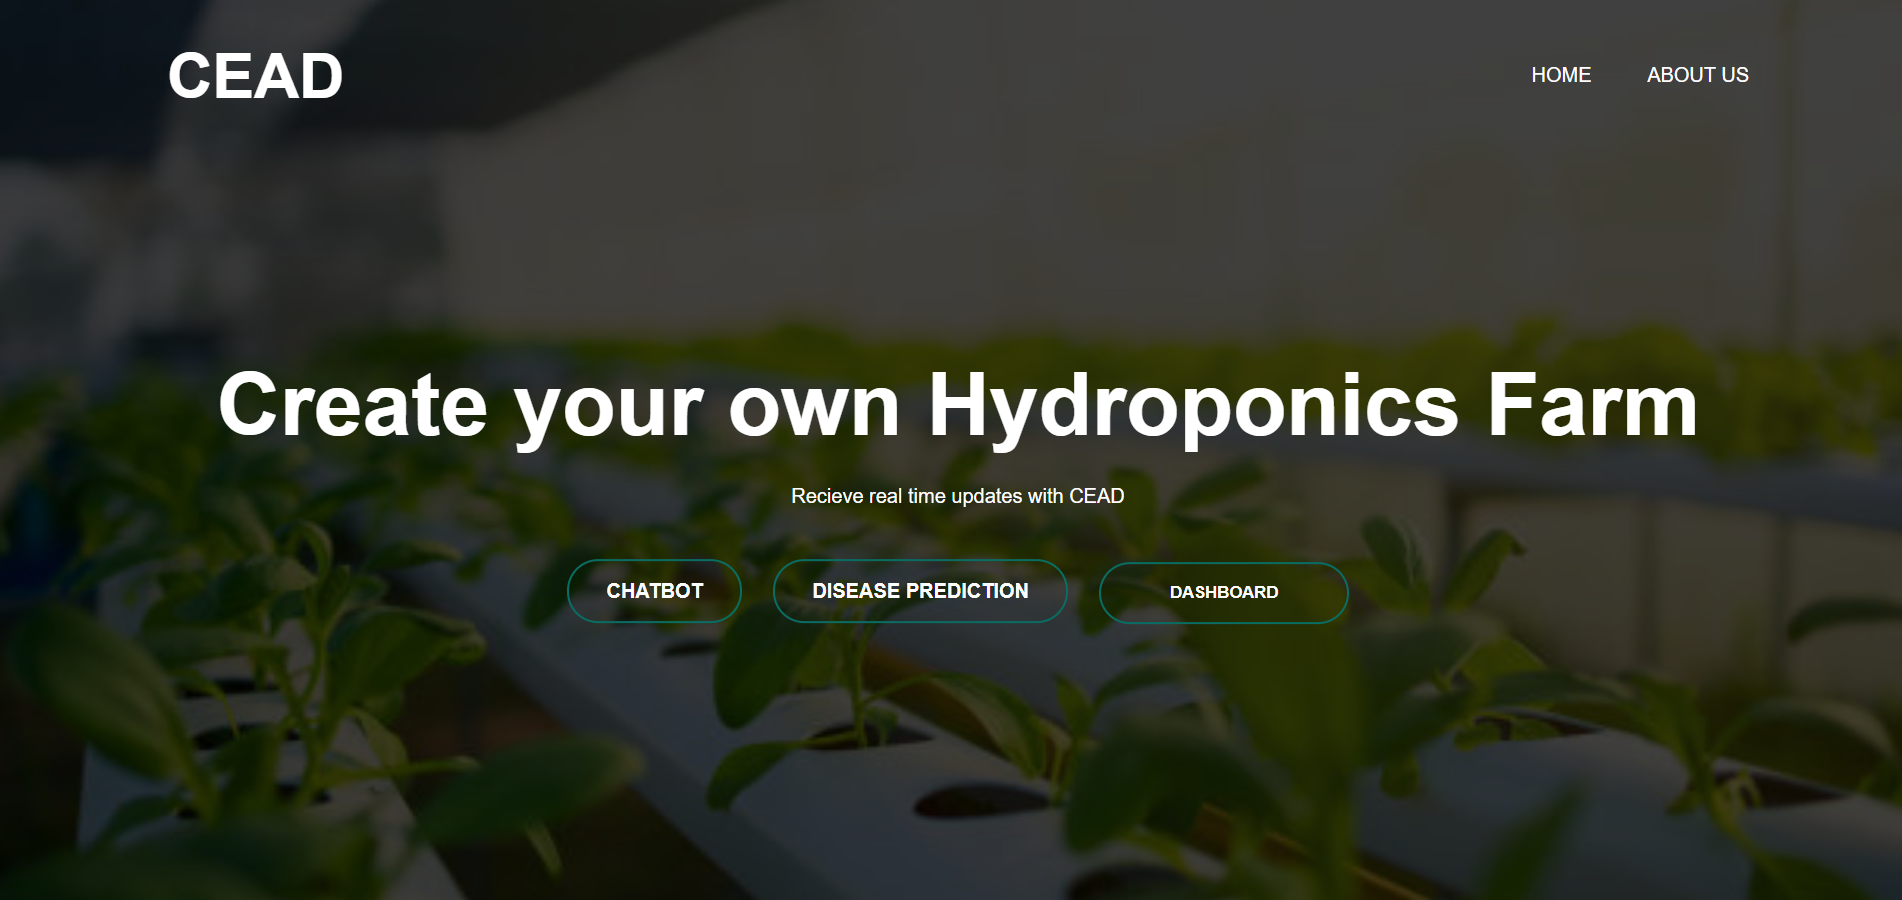 CEAD
HOME ABOUT US
Create your own Hydroponics Farm
Recieve real time updates with CEAD
CHATBOT DISEASE PREDICTION DASHBOARD